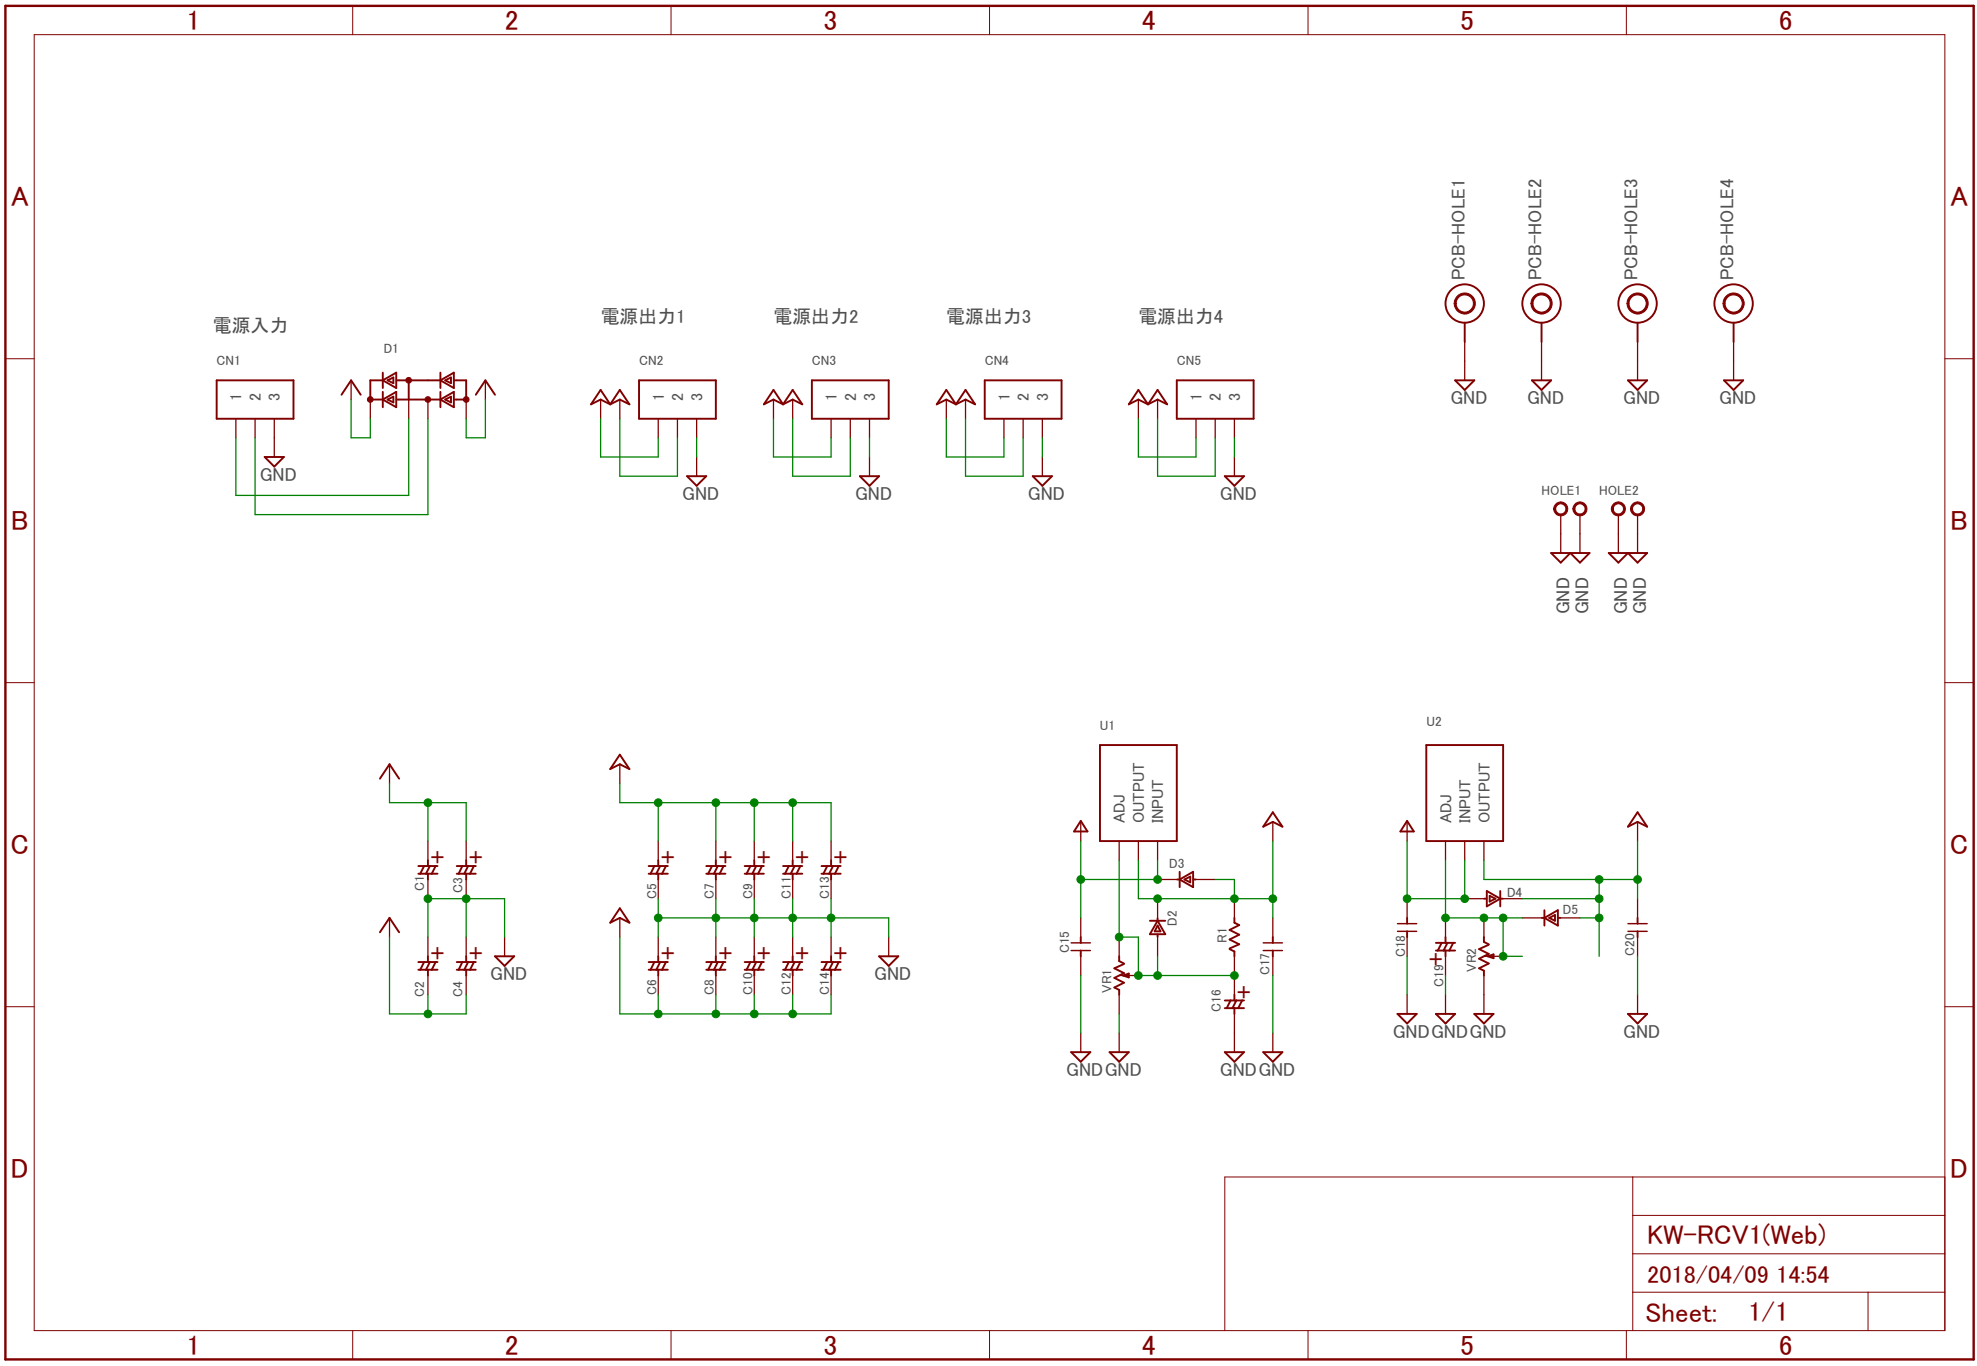 1 2 3 4 5 6
A A
PCB-HOLE1 PCB-HOLE2 PCB-HOLE3 PCB-HOLE4
電源入力 電源出力1 電源出力2 電源出力3 電源出力4
D1
CN1 CN2 CN3 CN4 CN5
1 2 3 1 2 3 1 2 3 1 2 3 1 2 3
GND GND GND GND
GND
GND GND GND GND
HOLE1 HOLE2
B B
GND GND GND GND
U1 U2
ADJ OUTPUT INPUT ADJ INPUT OUTPUT
C C
D3
C1 C3 C5 C7 C9 C11 C13 D4
D2 D5
C15 R1 C17 C18 C19 VR2 C20
GND GND
C2 C4 C6 C8 C10 C12 C14 VR1 C16
GND GND GND GND
GND GND GND GND
D D
KW-RCV1(Web)
2018/04/09 14:54
Sheet: 1/1
1 2 3 4 5 6